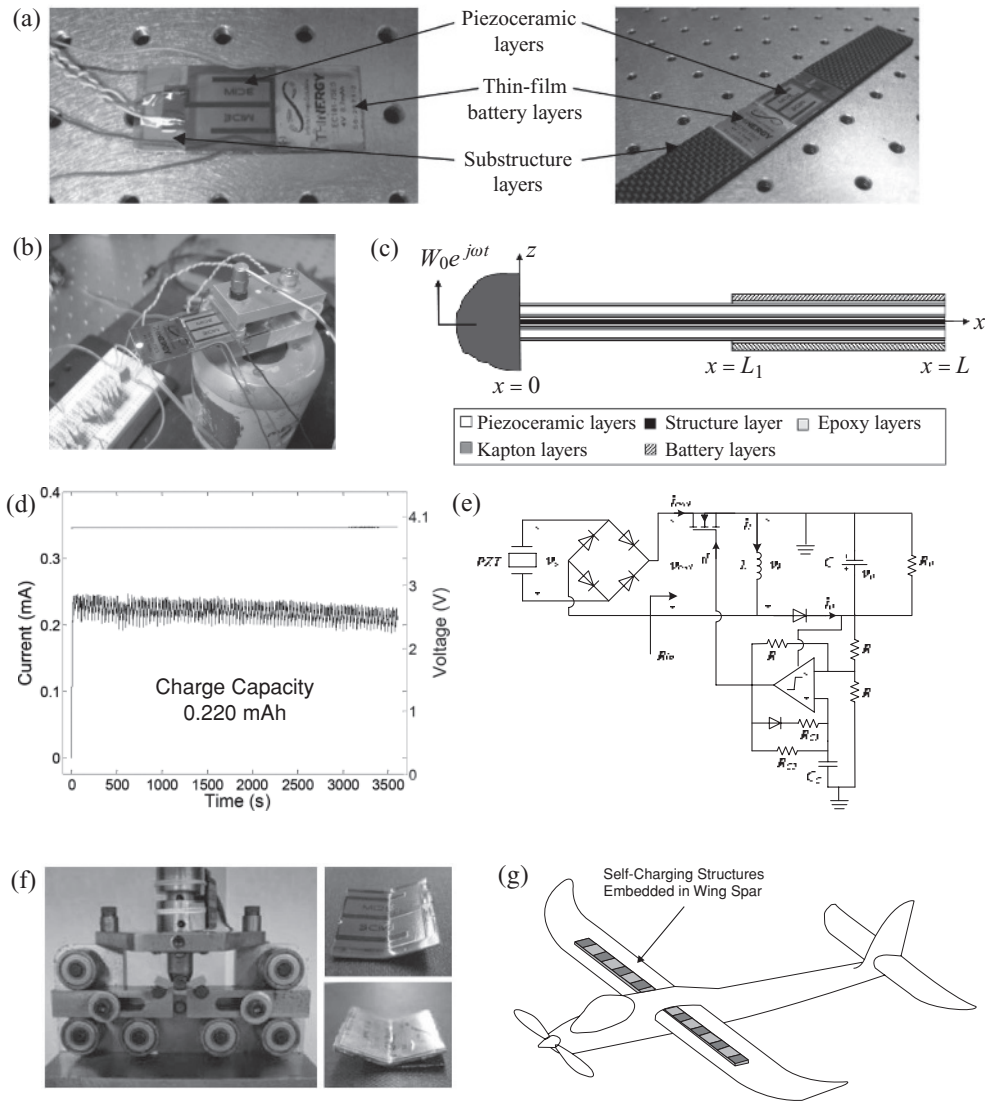 (a)
Piezoceramic
layers
Thin-film
battery layers
Substructure
layers
(b)
(c)
W₀e^{jωt}
z
x
x = 0
x = L₁
x = L
Piezoceramic layers
Structure layer
Epoxy layers
Kapton layers
Battery layers
(d)
0.4
0.3
0.2
0.1
0
Current (mA)
4.1
3
2
1
0
Voltage (V)
Charge Capacity
0.220 mAh
0 500 1000 1500 2000 2500 3000 3500
Time (s)
(e)
PZT
C
R
R
R
(f)
(g)
Self-Charging Structures
Embedded in Wing Spar